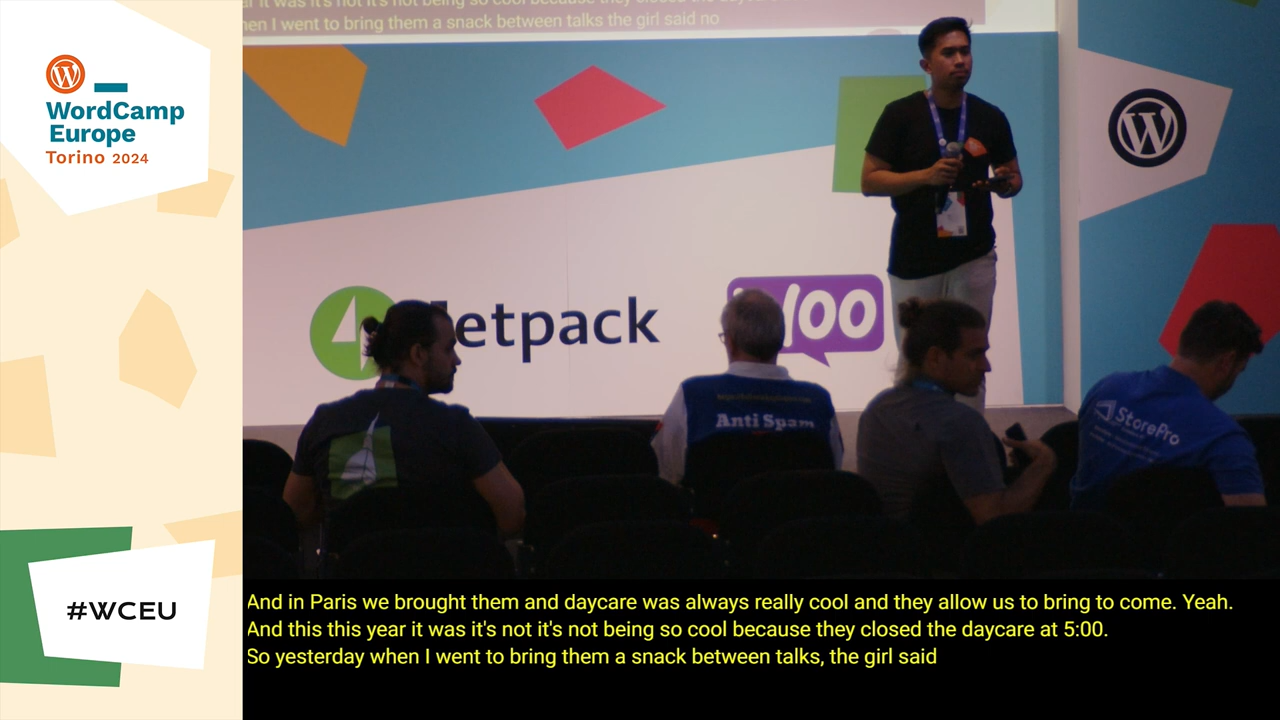 WordCamp
Europe
Torino 2024
#WCEU
hen I went to bring them a snack between talks the girl said no
Jetpack
Woo
Anti Spam
StorePro
And in Paris we brought them and daycare was always really cool and they allow us to bring to come. Yeah.
And this this year it was it's not it's not being so cool because they closed the daycare at 5:00.
So yesterday when I went to bring them a snack between talks, the girl said